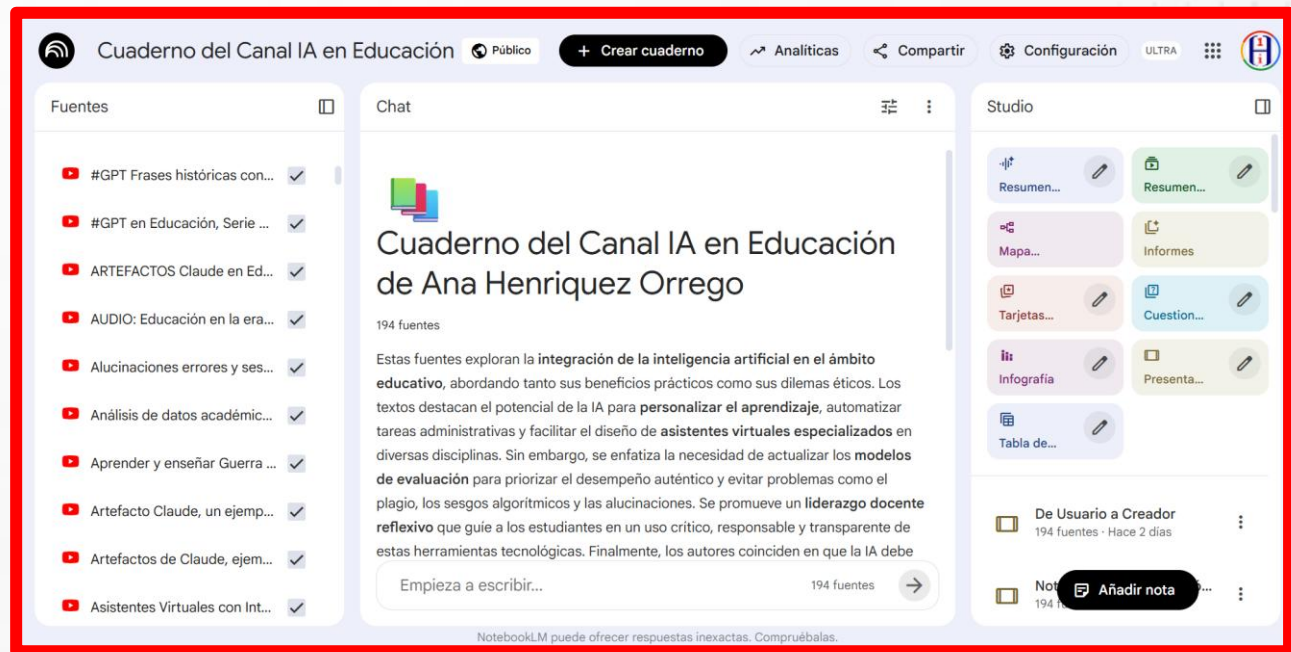 Cuaderno del Canal IA en Educación
Público
+ Crear cuaderno
Analíticas
Compartir
Configuración
ULTRA
Fuentes
#GPT Frases históricas con...
#GPT en Educación, Serie ...
ARTEFACTOS Claude en Ed...
AUDIO: Educación en la era...
Alucinaciones errores y ses...
Análisis de datos académic...
Aprender y enseñar Guerra ...
Artefacto Claude, un ejemp...
Artefactos de Claude, ejem...
Asistentes Virtuales con Int...
Chat
Cuaderno del Canal IA en Educación
de Ana Henriquez Orrego
194 fuentes
Estas fuentes exploran la integración de la inteligencia artificial en el ámbito
educativo, abordando tanto sus beneficios prácticos como sus dilemas éticos. Los
textos destacan el potencial de la IA para personalizar el aprendizaje, automatizar
tareas administrativas y facilitar el diseño de asistentes virtuales especializados en
diversas disciplinas. Sin embargo, se enfatiza la necesidad de actualizar los modelos
de evaluación para priorizar el desempeño auténtico y evitar problemas como el
plagio, los sesgos algorítmicos y las alucinaciones. Se promueve un liderazgo docente
reflexivo que guíe a los estudiantes en un uso crítico, responsable y transparente de
estas herramientas tecnológicas. Finalmente, los autores coinciden en que la IA debe
Empieza a escribir...
194 fuentes
NotebookLM puede ofrecer respuestas inexactas. Compruébalas.
Studio
Resumen...
Resumen...
Mapa...
Informes
Tarjetas...
Cuestion...
Infografía
Presenta...
Tabla de...
De Usuario a Creador
194 fuentes · Hace 2 días
Añadir nota